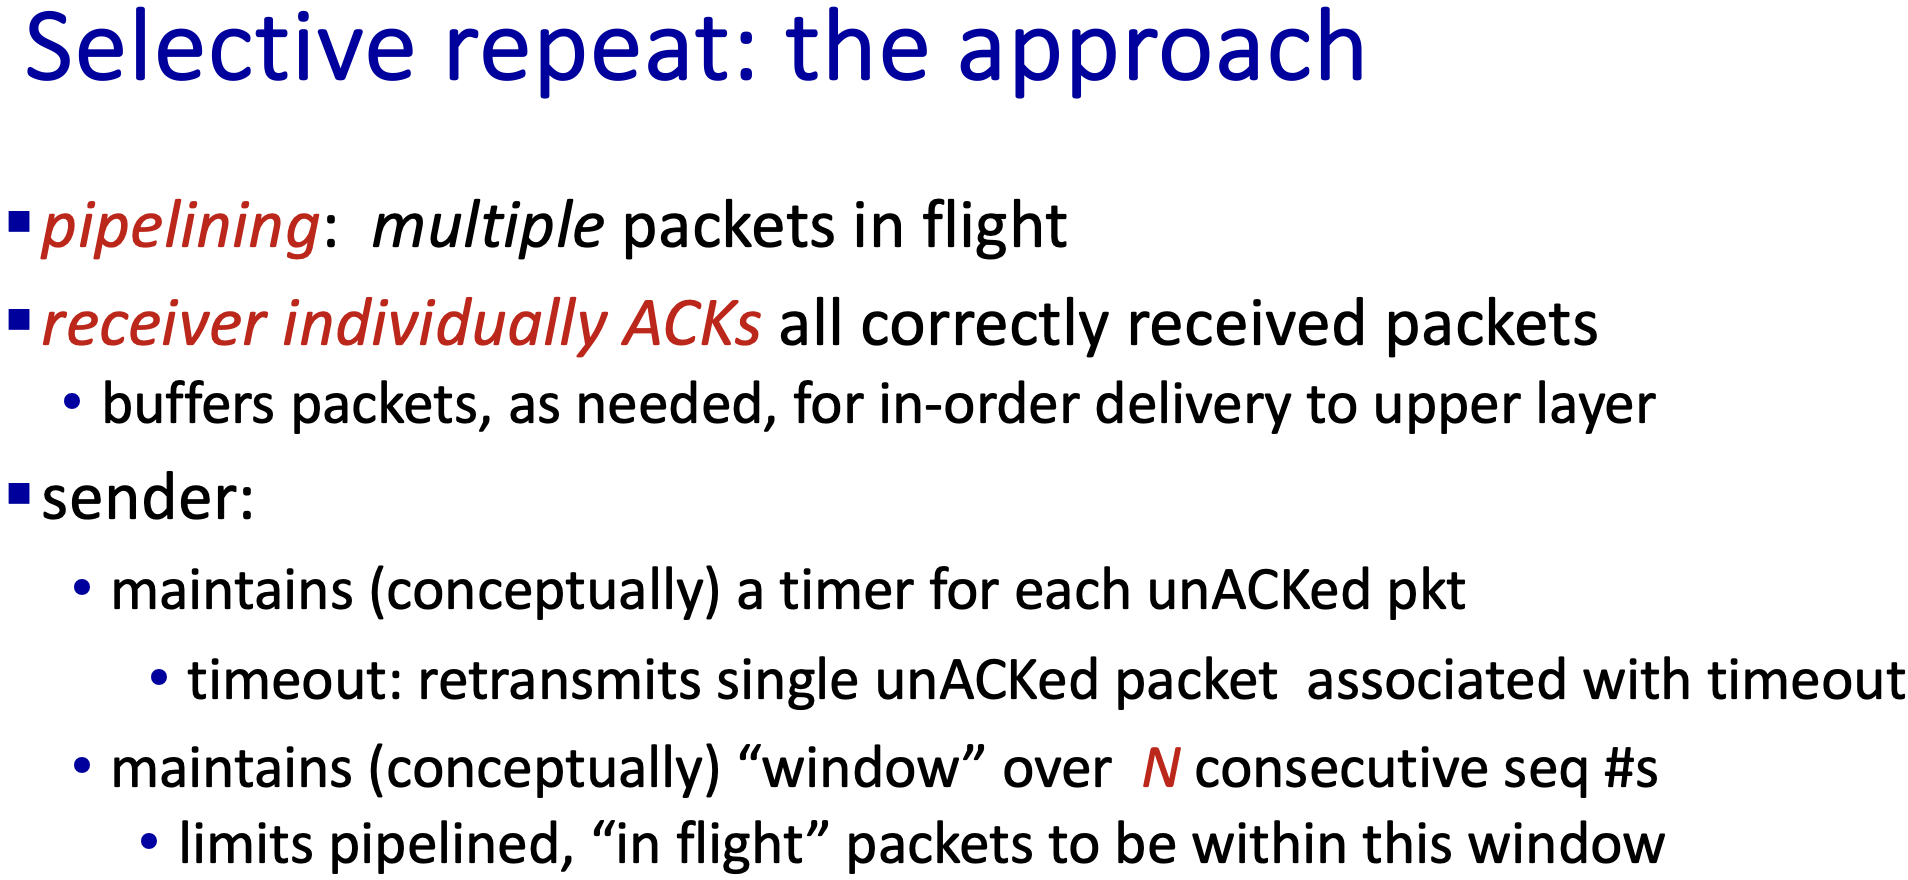 Selective repeat: the approach
▪ pipelining: multiple packets in flight
▪ receiver individually ACKs all correctly received packets
• buffers packets, as needed, for in-order delivery to upper layer
▪ sender:
• maintains (conceptually) a timer for each unACKed pkt
• timeout: retransmits single unACKed packet associated with timeout
• maintains (conceptually) “window” over N consecutive seq #s
• limits pipelined, “in flight” packets to be within this window